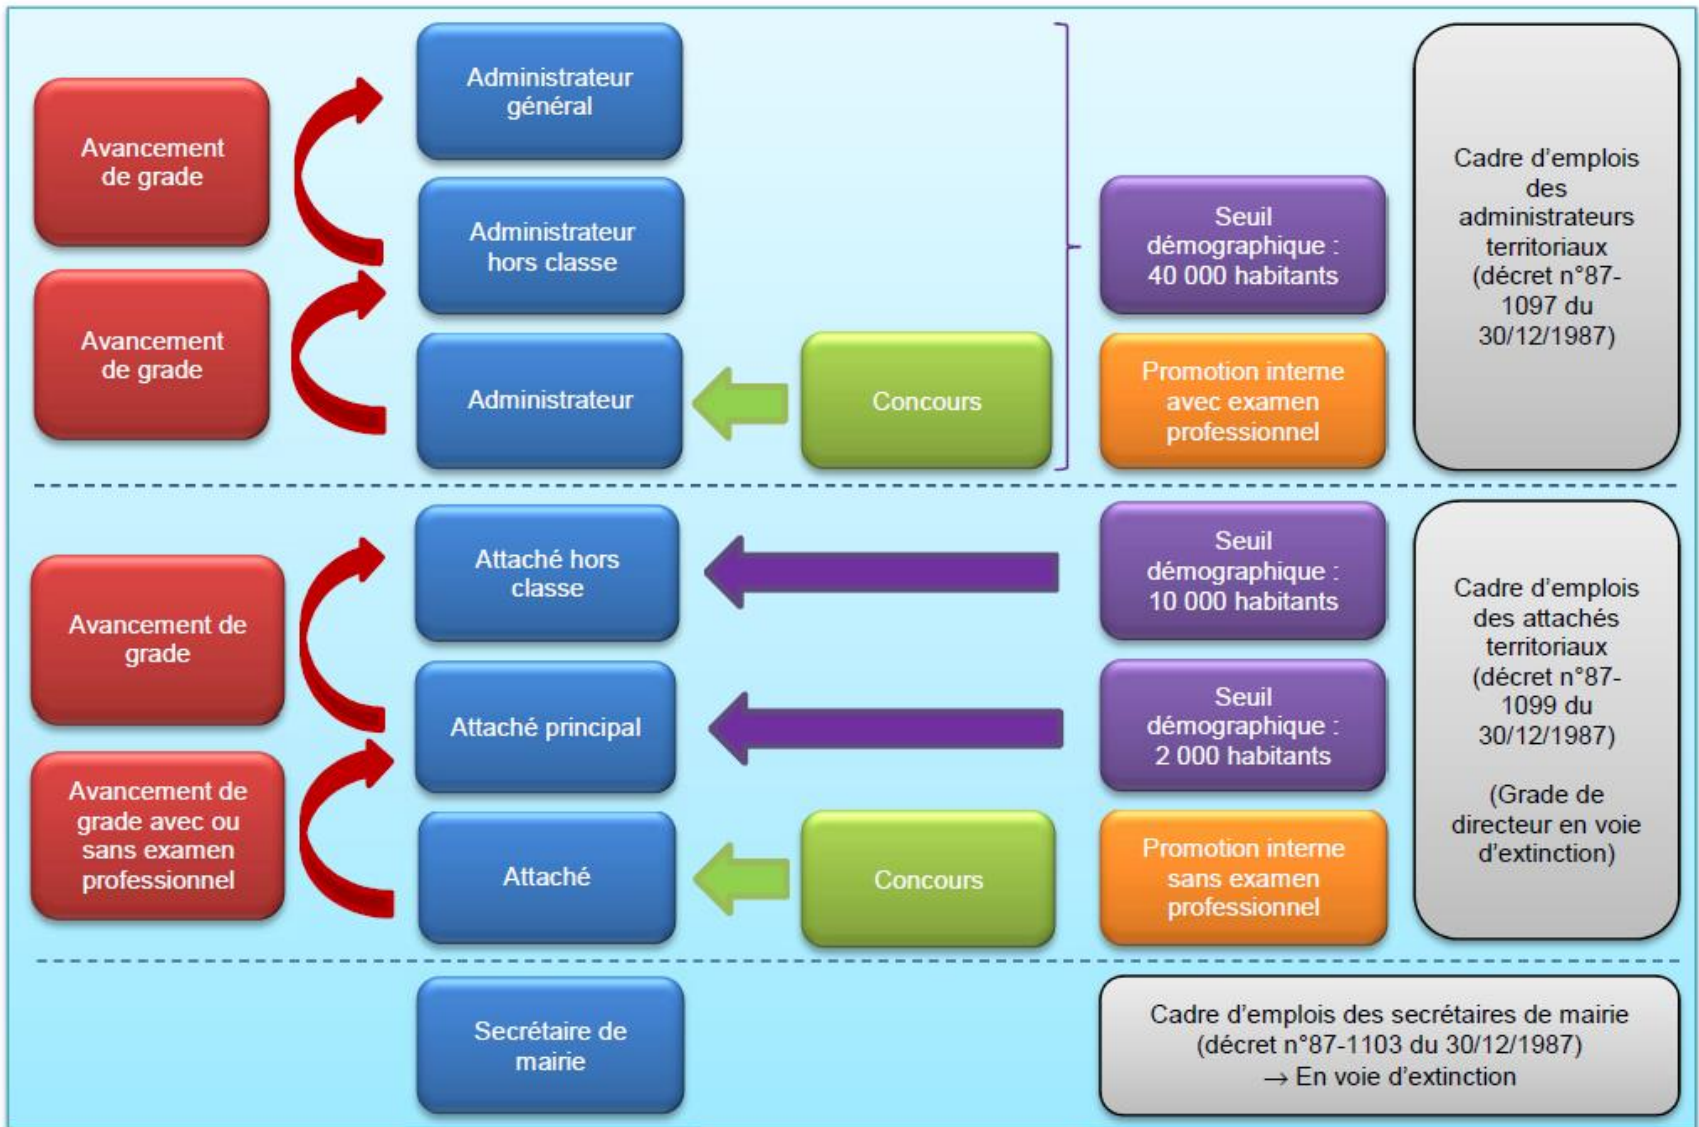 Administrateur
général
Avancement
de grade
Administrateur
hors classe
Seuil
démographique :
40 000 habitants
Cadre d'emplois
des
administrateurs
territoriaux
(décret n°87-
1097 du
30/12/1987)
Avancement
de grade
Administrateur
Concours
Promotion interne
avec examen
professionnel
Attaché hors
classe
Seuil
démographique :
10 000 habitants
Avancement de
grade
Attaché principal
Seuil
démographique :
2 000 habitants
Cadre d'emplois
des attachés
territoriaux
(décret n°87-
1099 du
30/12/1987)
(Grade de
directeur en voie
d'extinction)
Avancement de
grade avec ou
sans examen
professionnel
Attaché
Concours
Promotion interne
sans examen
professionnel
Secrétaire de
mairie
Cadre d'emplois des secrétaires de mairie
(décret n°87-1103 du 30/12/1987)
→ En voie d'extinction